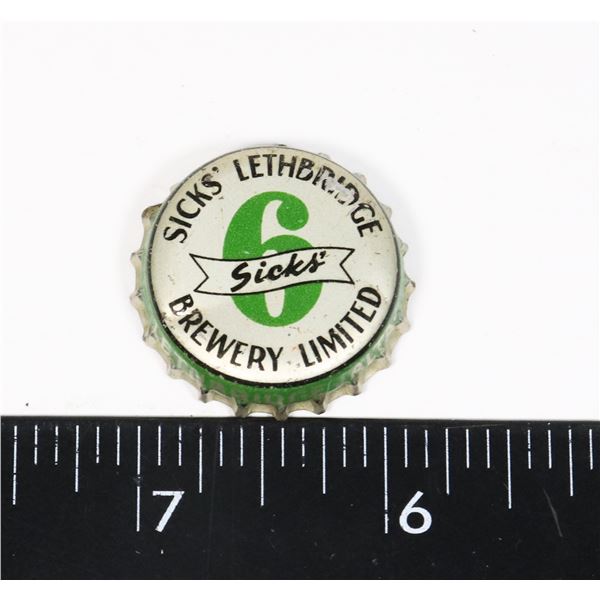 SICKS' LETHBRIDGE
6
Sicks'
BREWERY LIMITED
7 6